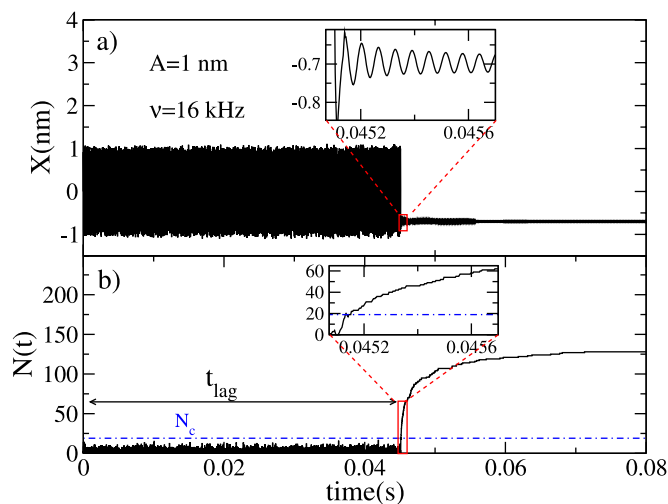 a)
A=1 nm
ν=16 kHz
X(nm)
4
3
2
1
0
-1
-0.7
-0.8
0.0452
0.0456
b)
N(t)
200
150
100
50
0
t_lag
N_c
60
40
20
0
0.0452
0.0456
0
0.02
0.04
0.06
0.08
time(s)